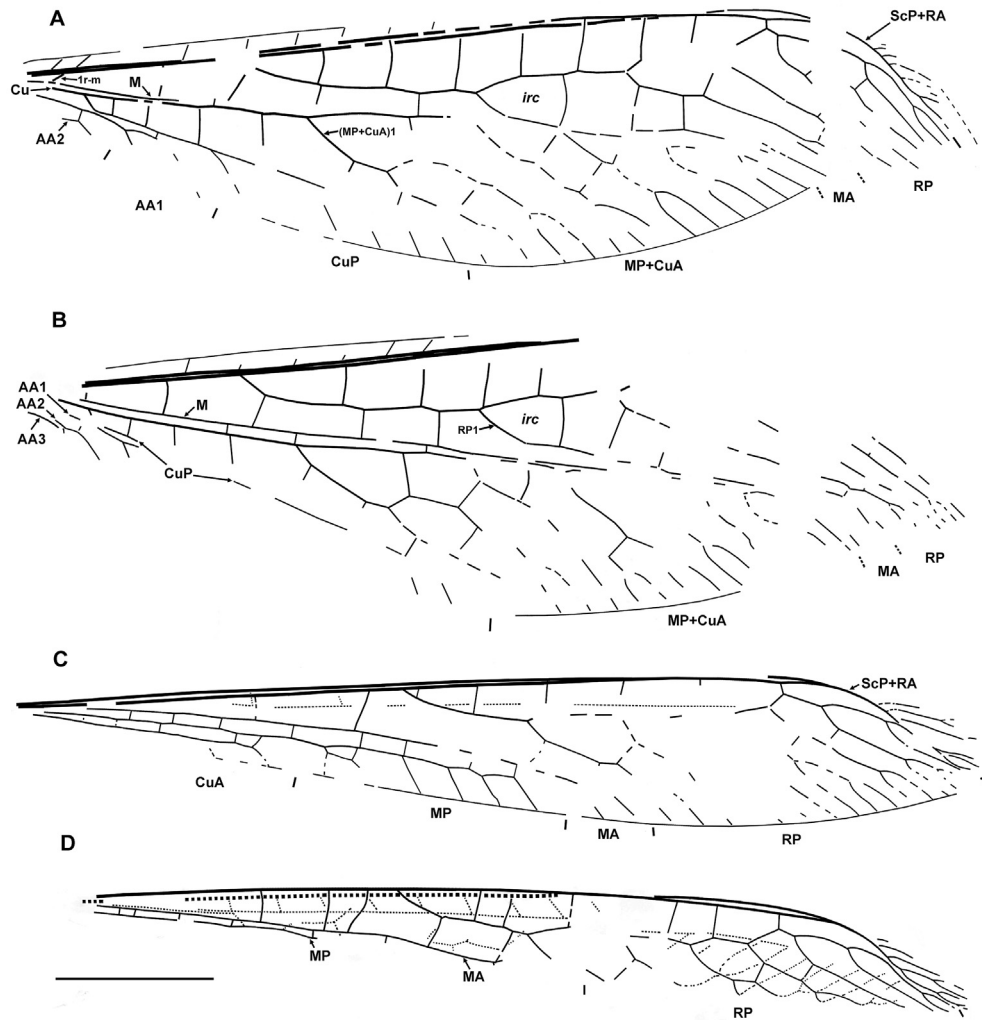 A
ScP+RA
1r-m
M
Cu
irc
AA2
(MP+CuA)1
AA1
MA
RP
CuP
MP+CuA
B
AA1
AA2
AA3
M
irc
RP1
CuP
RP
MA
MP+CuA
C
ScP+RA
CuA
MP
MA
RP
D
MP
MA
RP